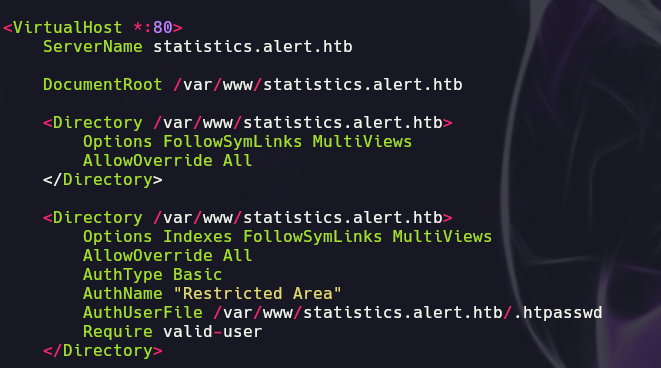 <VirtualHost *:80>
    ServerName statistics.alert.htb
    DocumentRoot /var/www/statistics.alert.htb
    <Directory /var/www/statistics.alert.htb>
        Options FollowSymLinks MultiViews
        AllowOverride All
    </Directory>
    <Directory /var/www/statistics.alert.htb>
        Options Indexes FollowSymLinks MultiViews
        AllowOverride All
        AuthType Basic
        AuthName "Restricted Area"
        AuthUserFile /var/www/statistics.alert.htb/.htpasswd
        Require valid-user
    </Directory>